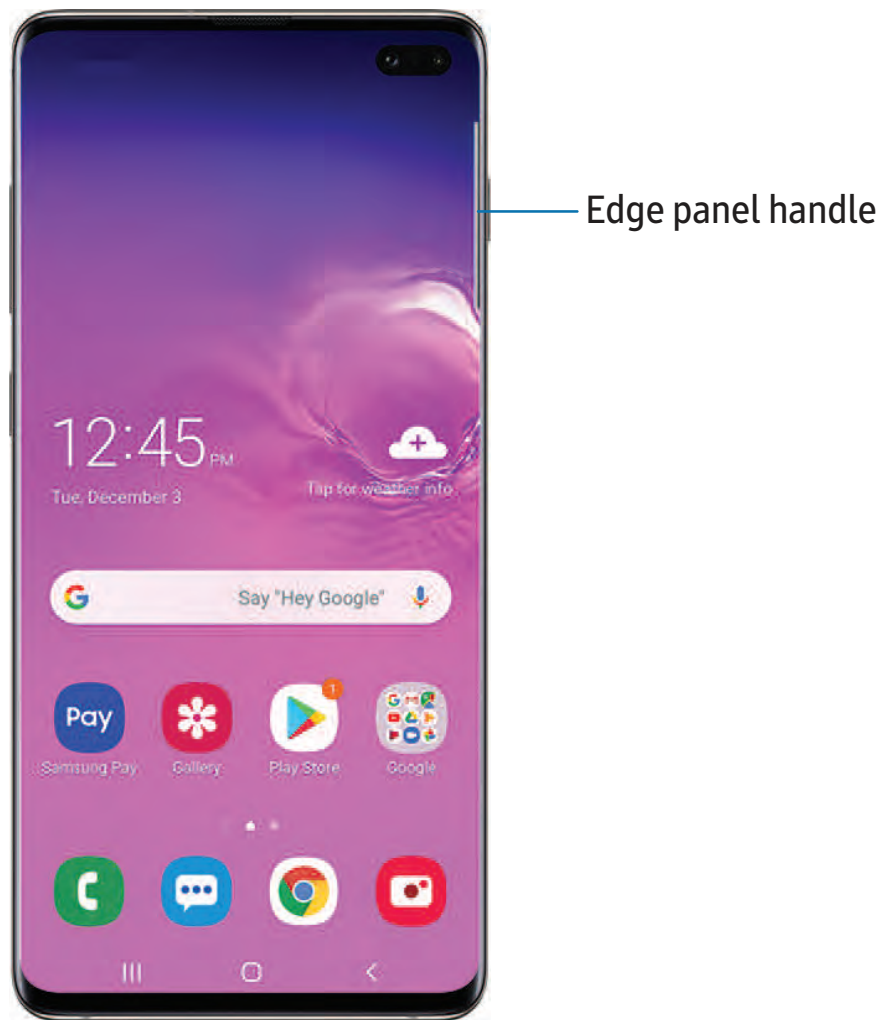 Edge panel handle
12:45 PM
Tue, December 3
Tap for weather info
Say "Hey Google"
1
Pay
Samsung Pay
Gallery
Play Store
Google